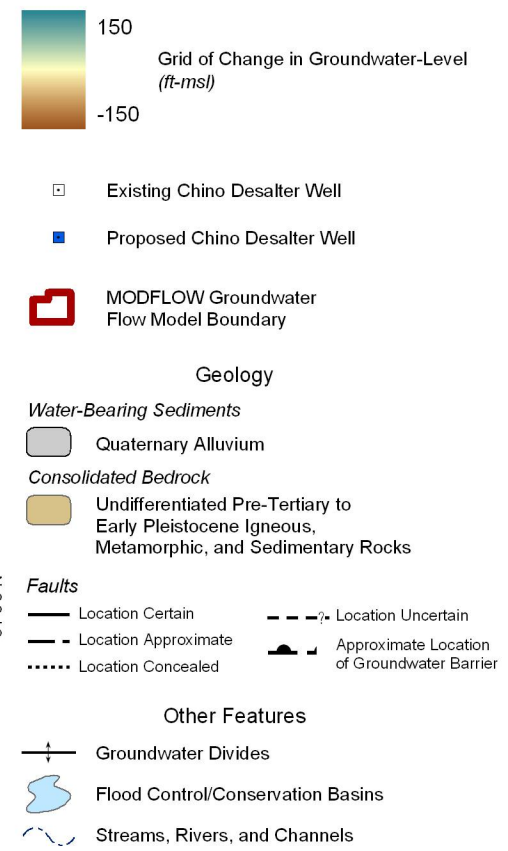 150
Grid of Change in Groundwater-Level
(ft-msl)
-150
Existing Chino Desalter Well
Proposed Chino Desalter Well
MODFLOW Groundwater
Flow Model Boundary
Geology
Water-Bearing Sediments
Quaternary Alluvium
Consolidated Bedrock
Undifferentiated Pre-Tertiary to
Early Pleistocene Igneous,
Metamorphic, and Sedimentary Rocks
Faults
Location Certain
Location Approximate
Location Concealed
? Location Uncertain
Approximate Location
of Groundwater Barrier
Other Features
Groundwater Divides
Flood Control/Conservation Basins
Streams, Rivers, and Channels